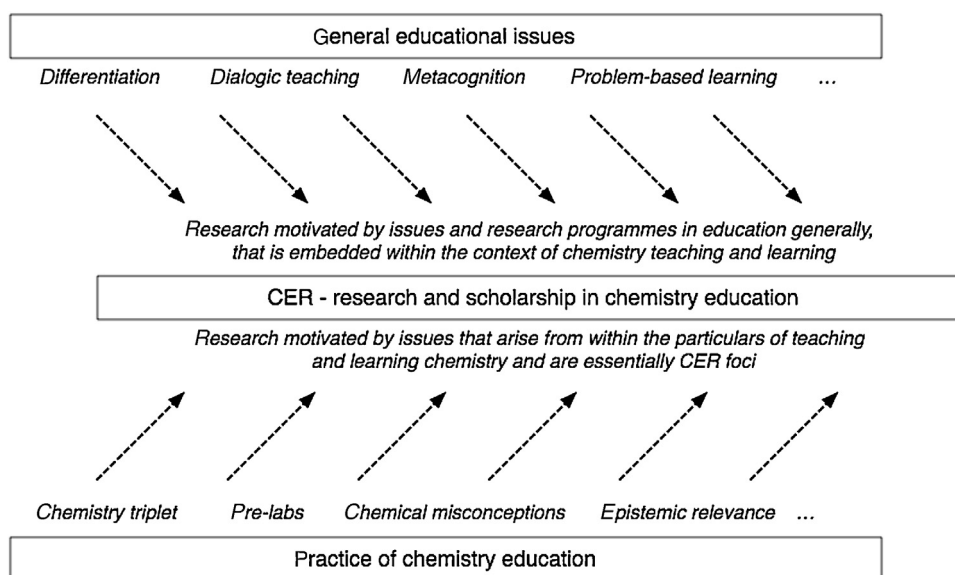 General educational issues
Differentiation Dialogic teaching Metacognition Problem-based learning ...
Research motivated by issues and research programmes in education generally,
that is embedded within the context of chemistry teaching and learning
CER - research and scholarship in chemistry education
Research motivated by issues that arise from within the particulars of teaching
and learning chemistry and are essentially CER foci
Chemistry triplet Pre-labs Chemical misconceptions Epistemic relevance ...
Practice of chemistry education